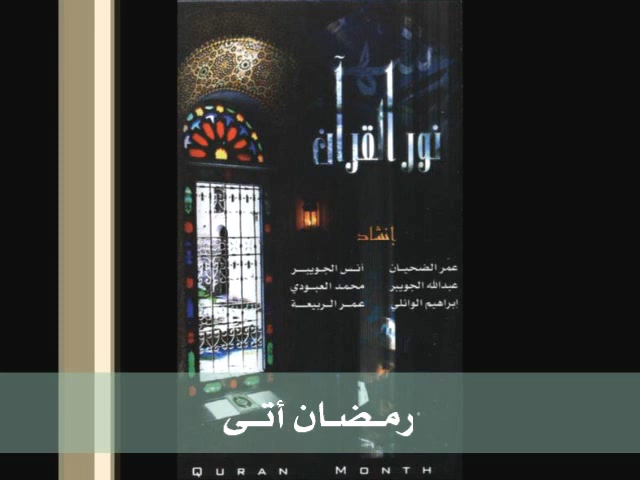 شهر
نور القرآن
إنشاد
عمر الضحيان أنس الجويبر
عبدالله الجويبر محمد العبودي
ابراهيم الوائلي عمر الربيعة
رمضان أتى
QURAN MONTH